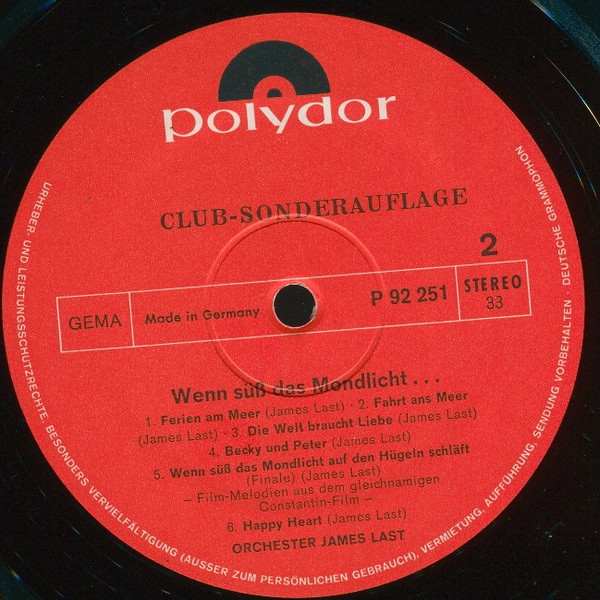 polydor
CLUB-SONDERAUFLAGE
2
GEMA
Made in Germany
P 92 251
STEREO
33
Wenn süß das Mondlicht...
1. Ferien am Meer (James Last) · 2. Fahrt ans Meer
(James Last) · 3. Die Welt braucht Liebe (James Last)
4. Becky und Peter (James Last)
5. Wenn süß das Mondlicht auf den Hügeln schläft
(Finale) (James Last)
– Film-Melodien aus dem gleichnamigen
Constantin-Film –
6. Happy Heart (James Last)
ORCHESTER JAMES LAST
URHEBER- UND LEISTUNGSSCHUTZRECHTE, BESONDERS VERVIELFÄLTIGUNG (AUSSER ZUM PERSÖNLICHEN GEBRAUCH), VERMIETUNG, AUFFÜHRUNG, SENDUNG VORBEHALTEN · DEUTSCHE GRAMMOPHON